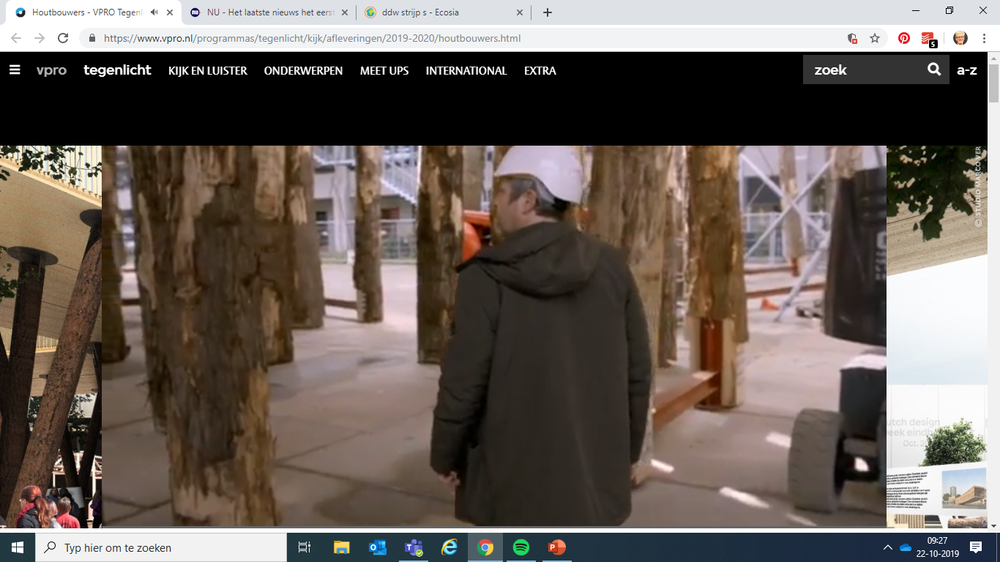 Houtbouwers - VPRO Tegenl
NU - Het laatste nieuws het eerst
ddw strijp s - Ecosia
https://www.vpro.nl/programmas/tegenlicht/kijk/afleveringen/2019-2020/houtbouwers.html
5
vpro tegenlicht KIJK EN LUISTER ONDERWERPEN MEET UPS INTERNATIONAL EXTRA zoek a-z
© STUDIO MARCO VER
utch design
eek eindh
Oct. 2
Typ hier om te zoeken
09:27
22-10-2019